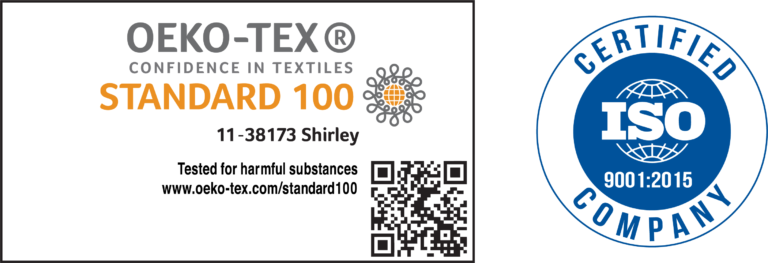 OEKO-TEX®
CONFIDENCE IN TEXTILES
STANDARD 100
11-38173 Shirley
Tested for harmful substances
www.oeko-tex.com/standard100
CERTIFIED
ISO
9001:2015
COMPANY